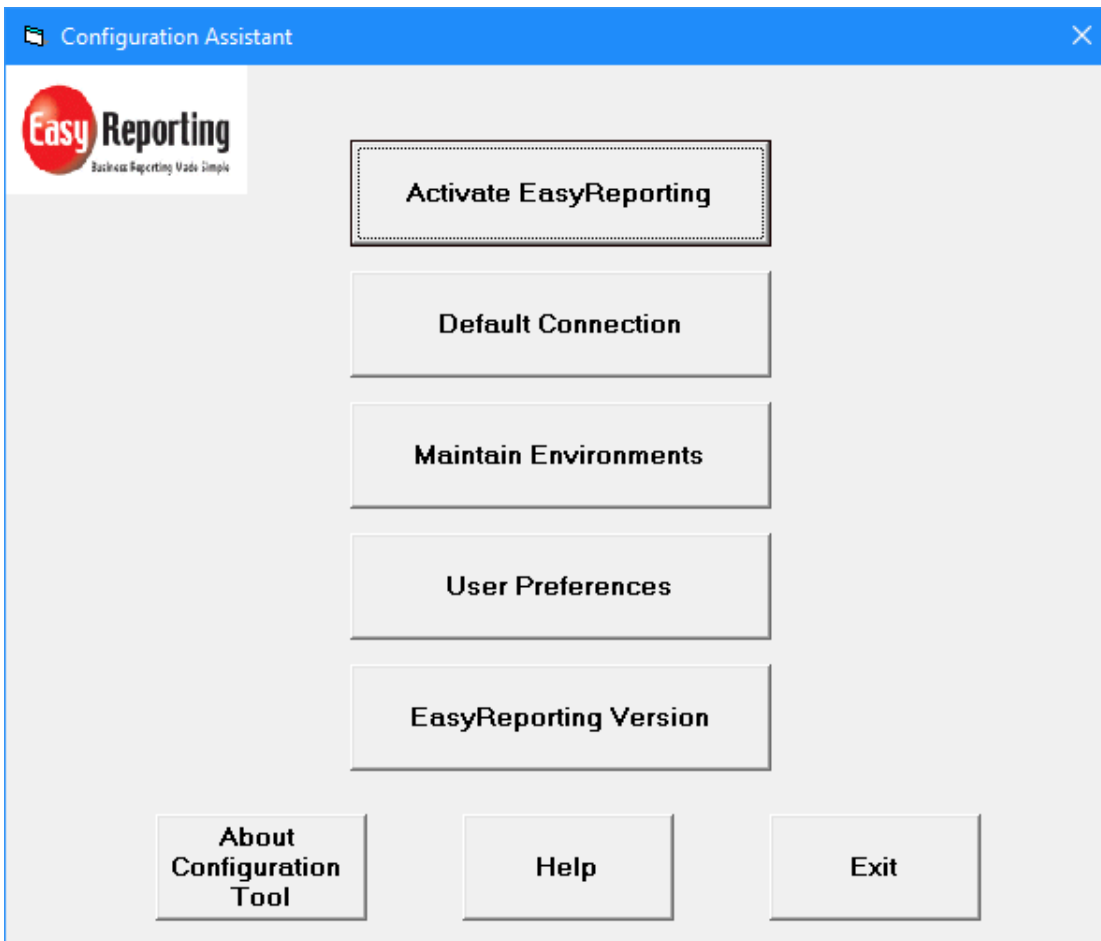 Configuration Assistant
Easy Reporting
Business Reporting Made Simple
Activate EasyReporting
Default Connection
Maintain Environments
User Preferences
EasyReporting Version
About
Configuration
Tool
Help
Exit